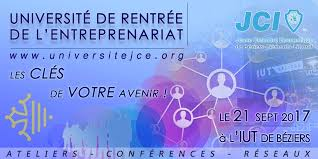 UNIVERSITÉ DE RENTRÉE
DE L'ENTREPRENARIAT
www.universitejce.org
LES CLÉS
DE VOTRE AVENIR !
JCI
IUT
LE 21 SEPT 2017
à L'IUT DE BÉZIERS
ATELIERS - CONFÉRENCES - RÉSEAUX